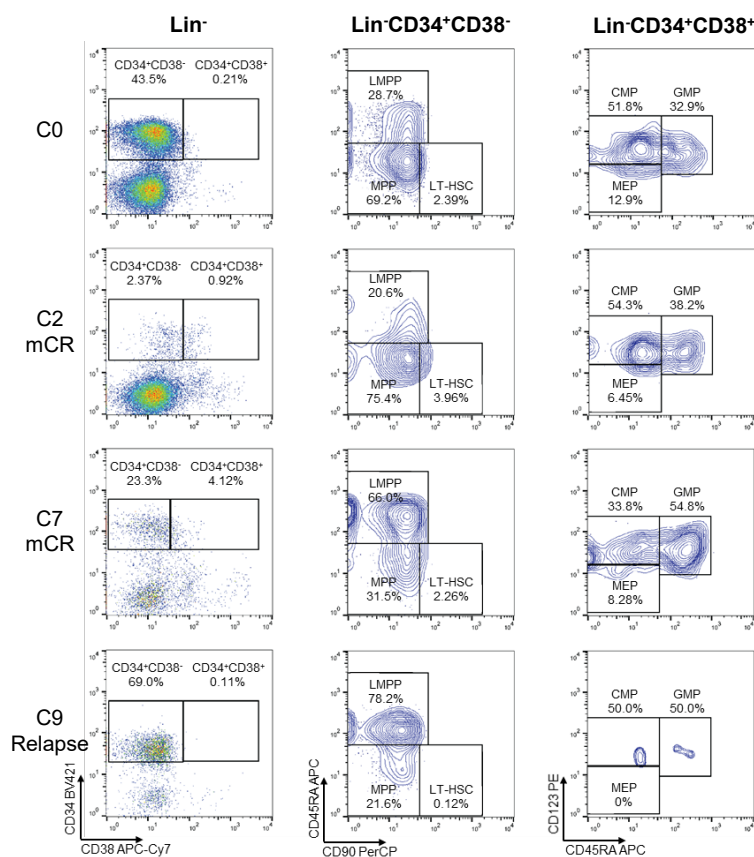 Lin⁻
Lin⁻CD34⁺CD38⁻
Lin⁻CD34⁺CD38⁺
C0
CD34⁺CD38⁻ CD34⁺CD38⁺
43.5% 0.21%
LMPP
28.7%
MPP LT-HSC
69.2% 2.39%
CMP GMP
51.8% 32.9%
MEP
12.9%
C2
mCR
CD34⁺CD38⁻ CD34⁺CD38⁺
2.37% 0.92%
LMPP
20.6%
MPP LT-HSC
75.4% 3.96%
CMP GMP
54.3% 38.2%
MEP
6.45%
C7
mCR
CD34⁺CD38⁻ CD34⁺CD38⁺
23.3% 4.12%
LMPP
66.0%
MPP LT-HSC
31.5% 2.26%
CMP GMP
33.8% 54.8%
MEP
8.28%
C9
Relapse
CD34⁺CD38⁻ CD34⁺CD38⁺
69.0% 0.11%
LMPP
78.2%
MPP LT-HSC
21.6% 0.12%
CMP GMP
50.0% 50.0%
MEP
0%
CD34 BV421
CD38 APC-Cy7
CD45RA APC
CD90 PerCP
CD123 PE
CD45RA APC